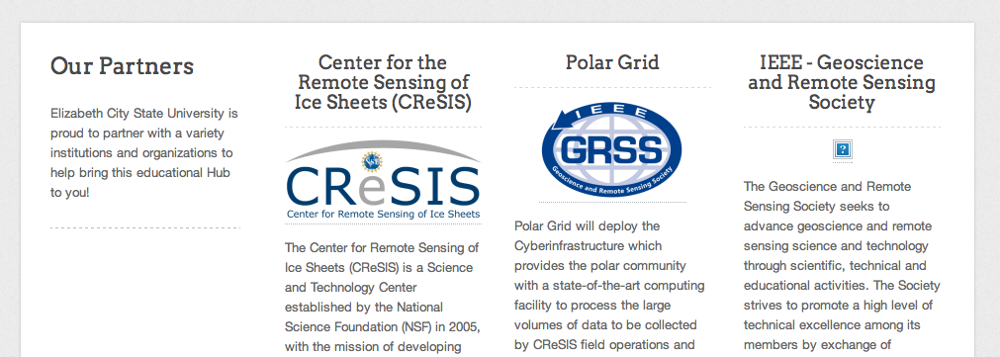 Our Partners
Elizabeth City State University is
proud to partner with a variety
institutions and organizations to
help bring this educational Hub
to you!
Center for the
Remote Sensing of
Ice Sheets (CReSIS)
NSF
CReSIS
Center for Remote Sensing of Ice Sheets
The Center for Remote Sensing of
Ice Sheets (CReSIS) is a Science
and Technology Center
established by the National
Science Foundation (NSF) in 2005,
with the mission of developing
Polar Grid
IEEE
GRSS
Geoscience and Remote Sensing Society
Polar Grid will deploy the
Cyberinfrastructure which
provides the polar community
with a state-of-the-art computing
facility to process the large
volumes of data to be collected
by CReSIS field operations and
IEEE - Geoscience
and Remote Sensing
Society
?
The Geoscience and Remote
Sensing Society seeks to
advance geoscience and remote
sensing science and technology
through scientific, technical and
educational activities. The Society
strives to promote a high level of
technical excellence among its
members by exchange of